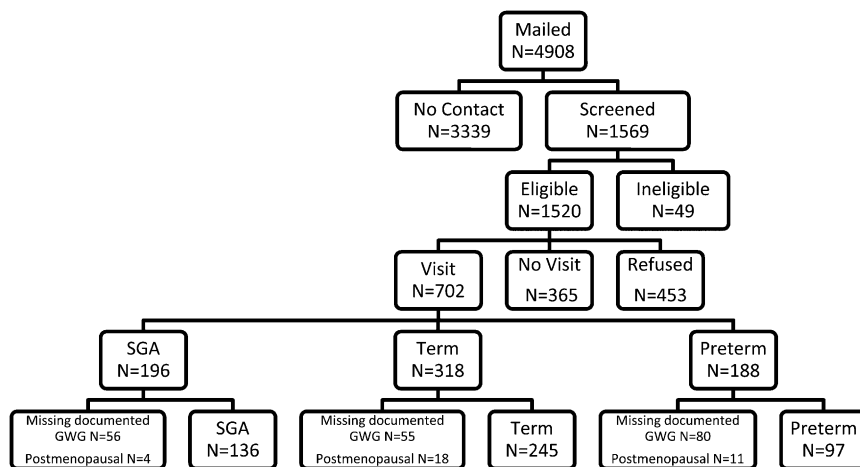 Mailed
N=4908
No Contact
N=3339
Screened
N=1569
Eligible
N=1520
Ineligible
N=49
Visit
N=702
No Visit
N=365
Refused
N=453
SGA
N=196
Term
N=318
Preterm
N=188
Missing documented
GWG N=56
Postmenopausal N=4
SGA
N=136
Missing documented
GWG N=55
Postmenopausal N=18
Term
N=245
Missing documented
GWG N=80
Postmenopausal N=11
Preterm
N=97